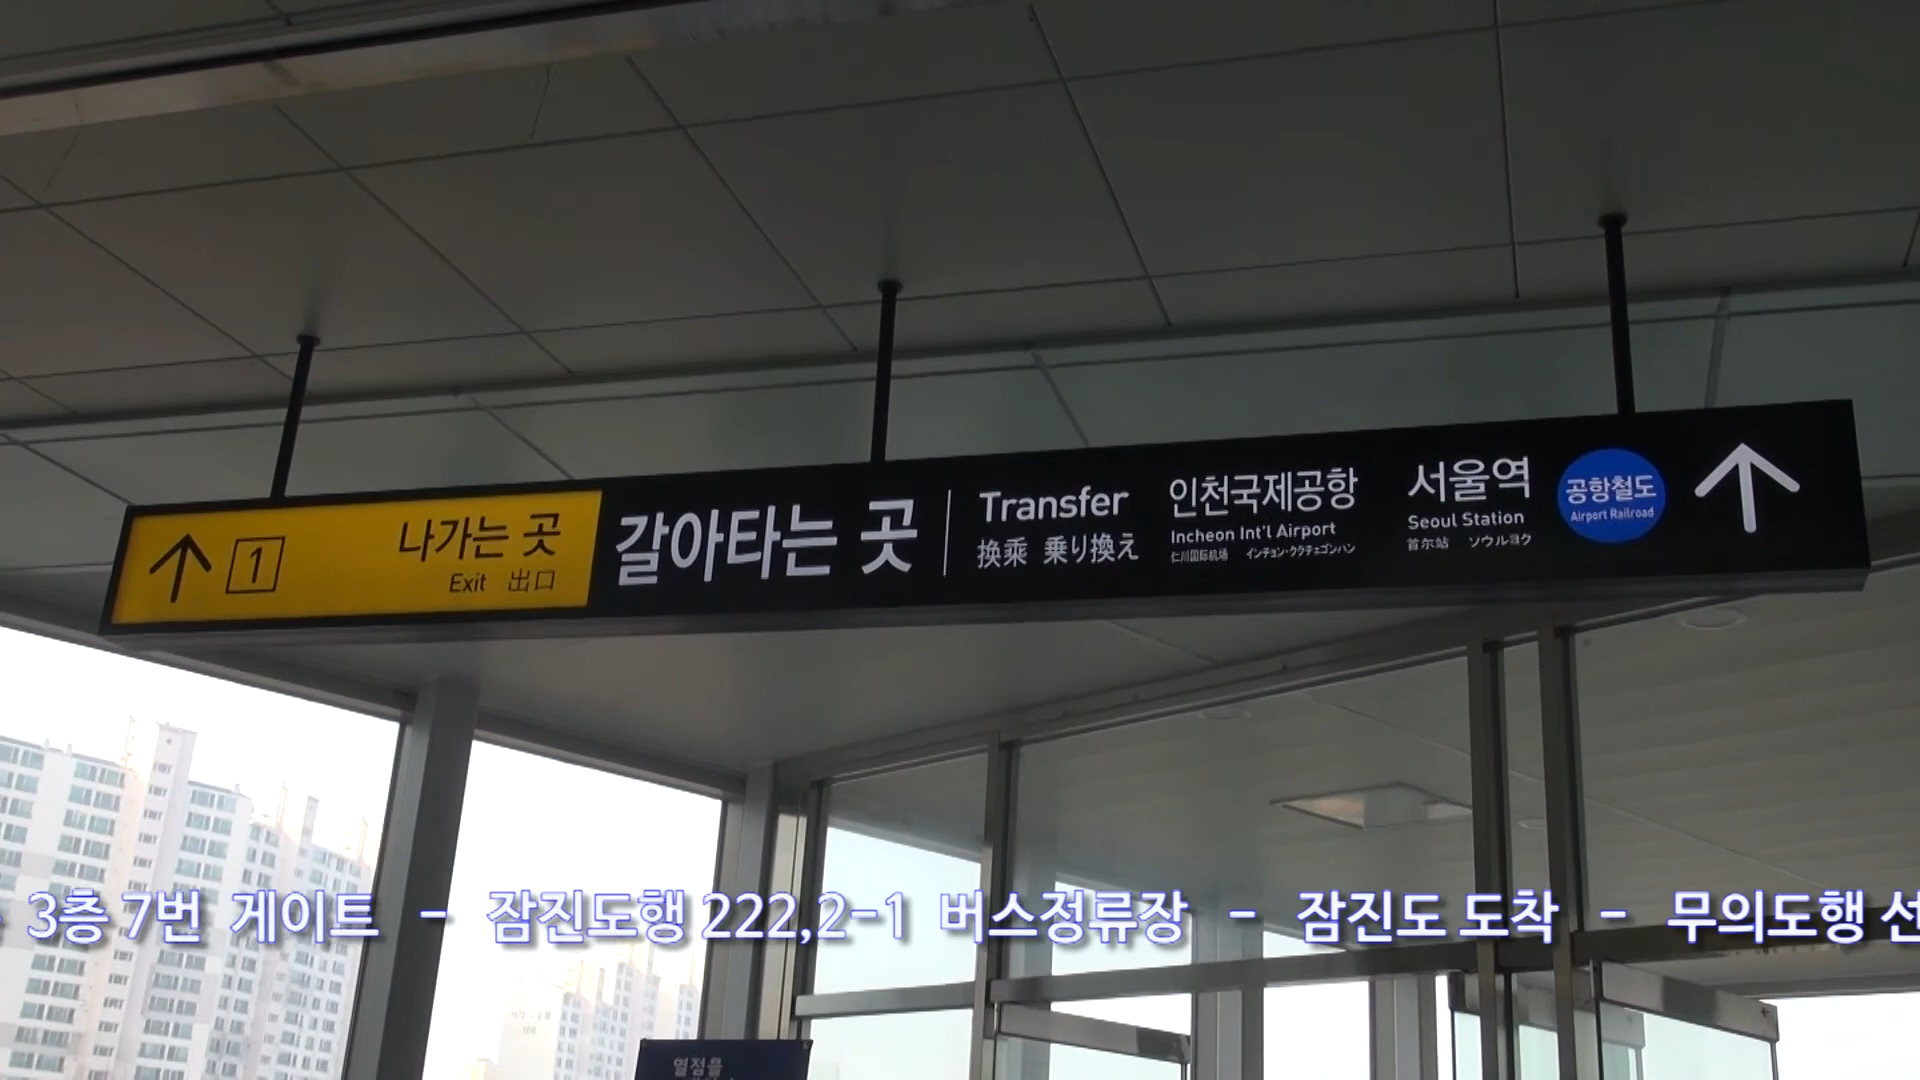 1
나가는 곳
Exit 出口
갈아타는 곳
Transfer
换乘 乗り換え
인천국제공항
Incheon Int'l Airport
仁川国际机场 インチョン・ククチェゴンハン
서울역
Seoul Station
首尔站 ソウルヨク
공항철도
Airport Railroad
3층 7번 게이트 - 잠진도행 222,2-1 버스정류장 - 잠진도 도착 - 무의도행
열점을